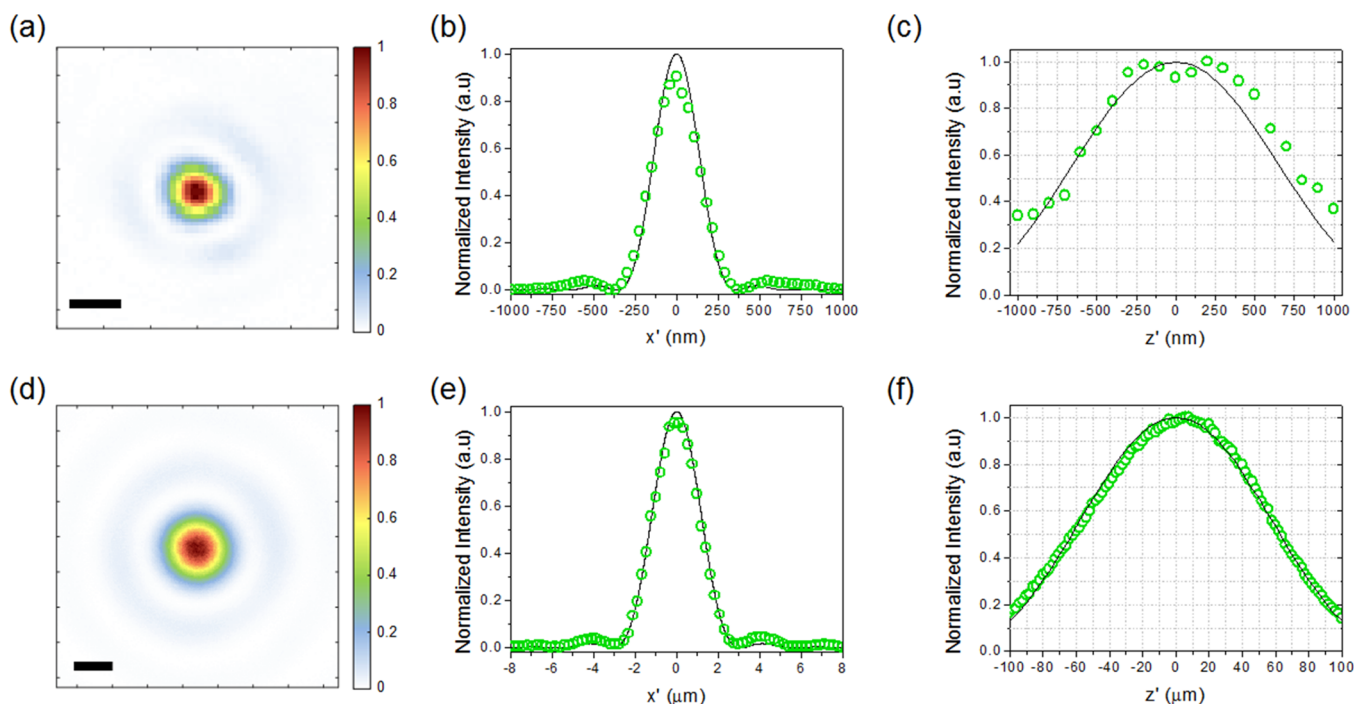 (a)
1
0.8
0.6
0.4
0.2
0
(b)
Normalized Intensity (a.u)
1.0
0.8
0.6
0.4
0.2
0.0
-1000 -750 -500 -250 0 250 500 750 1000
x' (nm)
(c)
Normalized Intensity (a.u)
1.0
0.8
0.6
0.4
0.2
0.0
-1000 -750 -500 -250 0 250 500 750 1000
z' (nm)
(d)
1
0.8
0.6
0.4
0.2
0
(e)
Normalized Intensity (a.u)
1.0
0.8
0.6
0.4
0.2
0.0
-8 -6 -4 -2 0 2 4 6 8
x' (μm)
(f)
Normalized Intensity (a.u)
1.0
0.8
0.6
0.4
0.2
0.0
-100 -80 -60 -40 -20 0 20 40 60 80 100
z' (μm)